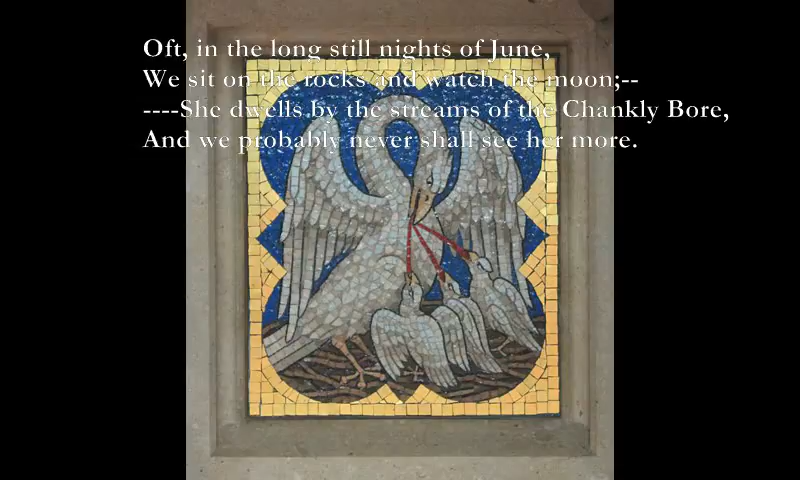 Oft, in the long still nights of June,
We sit on the rocks and watch the moon;--
----She dwells by the streams of the Chankly Bore,
And we probably never shall see her more.